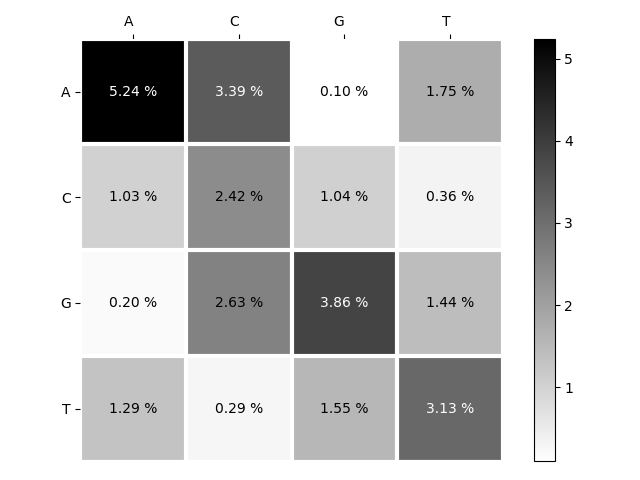 A C G T
A 5.24 % 3.39 % 0.10 % 1.75 %
C 1.03 % 2.42 % 1.04 % 0.36 %
G 0.20 % 2.63 % 3.86 % 1.44 %
T 1.29 % 0.29 % 1.55 % 3.13 %
5
4
3
2
1